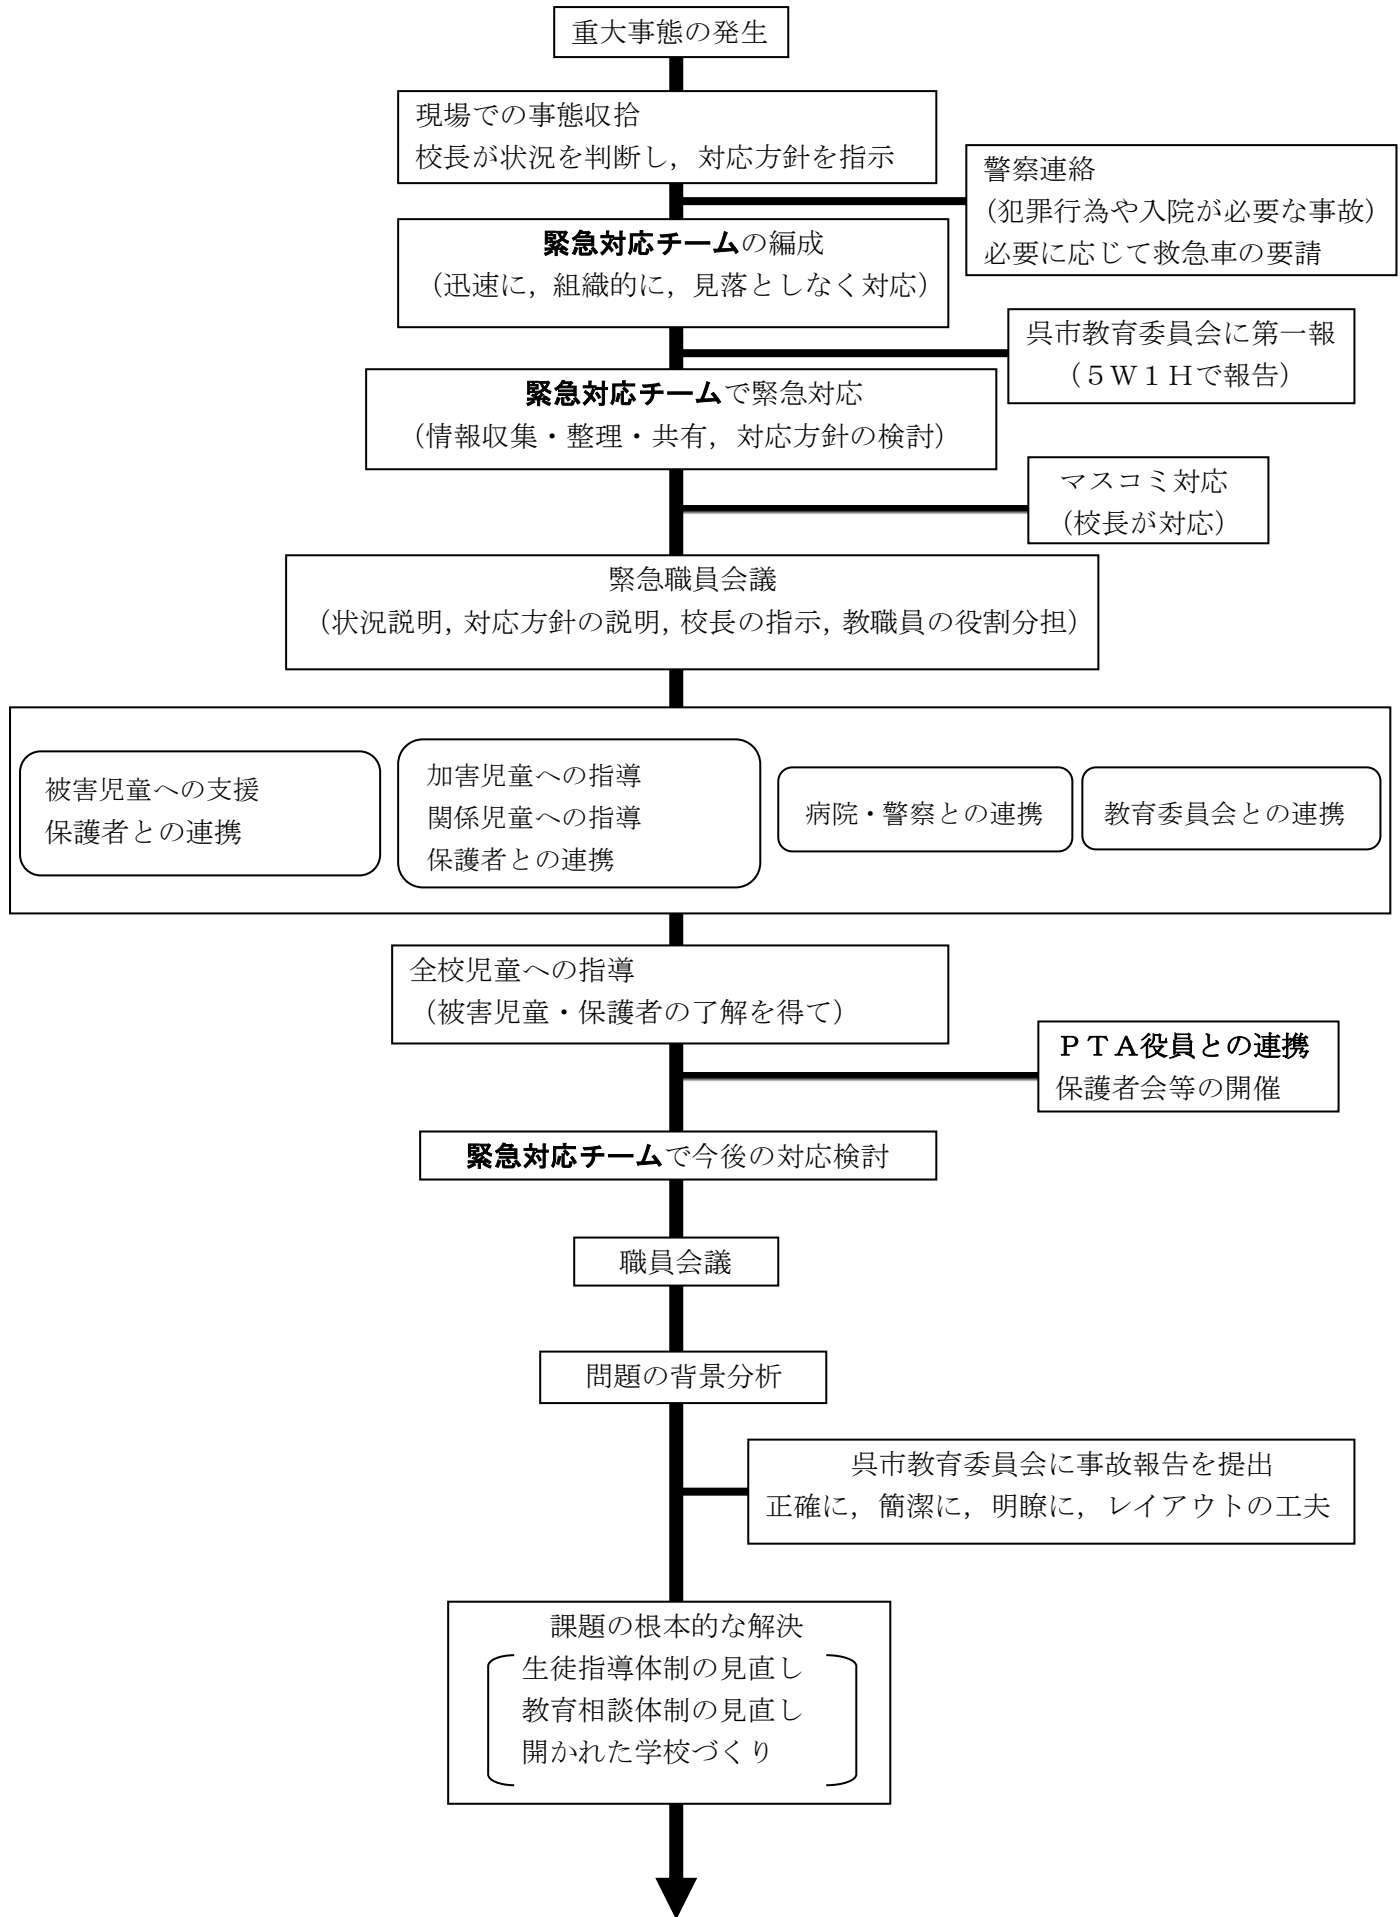 重大事態の発生
現場での事態収拾
校長が状況を判断し，対応方針を指示
警察連絡
（犯罪行為や入院が必要な事故）
必要に応じて救急車の要請
緊急対応チームの編成
（迅速に，組織的に，見落としなく対応）
呉市教育委員会に第一報
（５Ｗ１Ｈで報告）
緊急対応チームで緊急対応
（情報収集・整理・共有，対応方針の検討）
マスコミ対応
（校長が対応）
緊急職員会議
（状況説明，対応方針の説明，校長の指示，教職員の役割分担）
被害児童への支援
保護者との連携
加害児童への指導
関係児童への指導
保護者との連携
病院・警察との連携
教育委員会との連携
全校児童への指導
（被害児童・保護者の了解を得て）
ＰＴＡ役員との連携
保護者会等の開催
緊急対応チームで今後の対応検討
職員会議
問題の背景分析
呉市教育委員会に事故報告を提出
正確に，簡潔に，明瞭に，レイアウトの工夫
課題の根本的な解決
生徒指導体制の見直し
教育相談体制の見直し
開かれた学校づくり